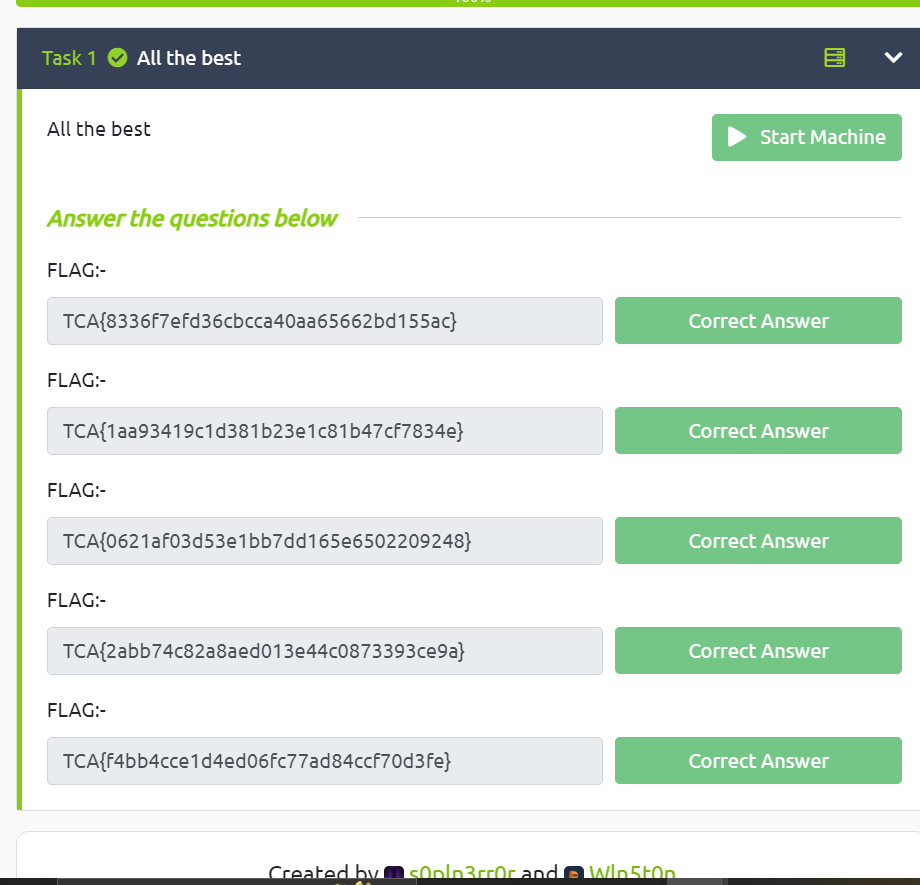 Task 1 All the best
All the best
Start Machine
Answer the questions below
FLAG:-
TCA{8336f7efd36cbcca40aa65662bd155ac}
Correct Answer
FLAG:-
TCA{1aa93419c1d381b23e1c81b47cf7834e}
Correct Answer
FLAG:-
TCA{0621af03d53e1bb7dd165e6502209248}
Correct Answer
FLAG:-
TCA{2abb74c82a8aed013e44c0873393ce9a}
Correct Answer
FLAG:-
TCA{f4bb4cce1d4ed06fc77ad84ccf70d3fe}
Correct Answer
Created by and